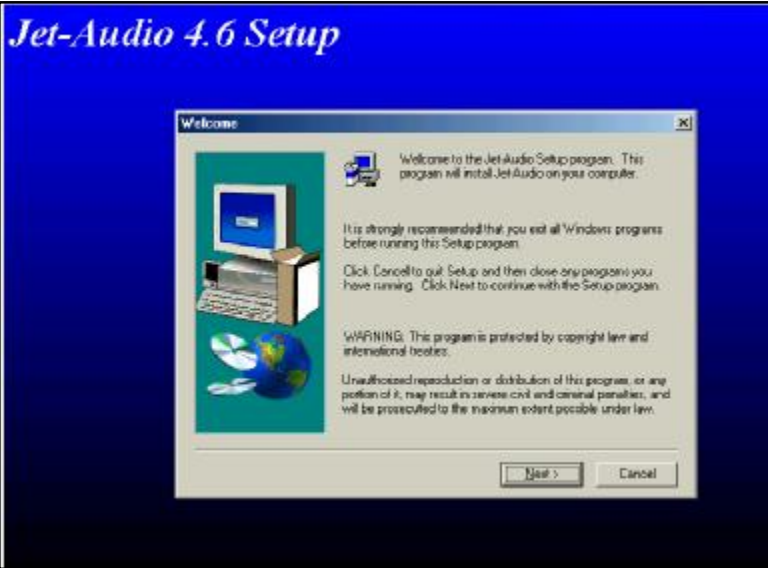 Jet-Audio 4.6 Setup
Welcome
Welcome to the Jet-Audio Setup program. This
program will install Jet-Audio on your computer.
It is strongly recommended that you exit all Windows programs
before running this Setup program.
Click Cancel to quit Setup and then close any programs you
have running. Click Next to continue with the Setup program.
WARNING: This program is protected by copyright law and
international treaties.
Unauthorized reproduction or distribution of this program, or any
portion of it, may result in severe civil and criminal penalties, and
will be prosecuted to the maximum extent possible under law.
Next >
Cancel